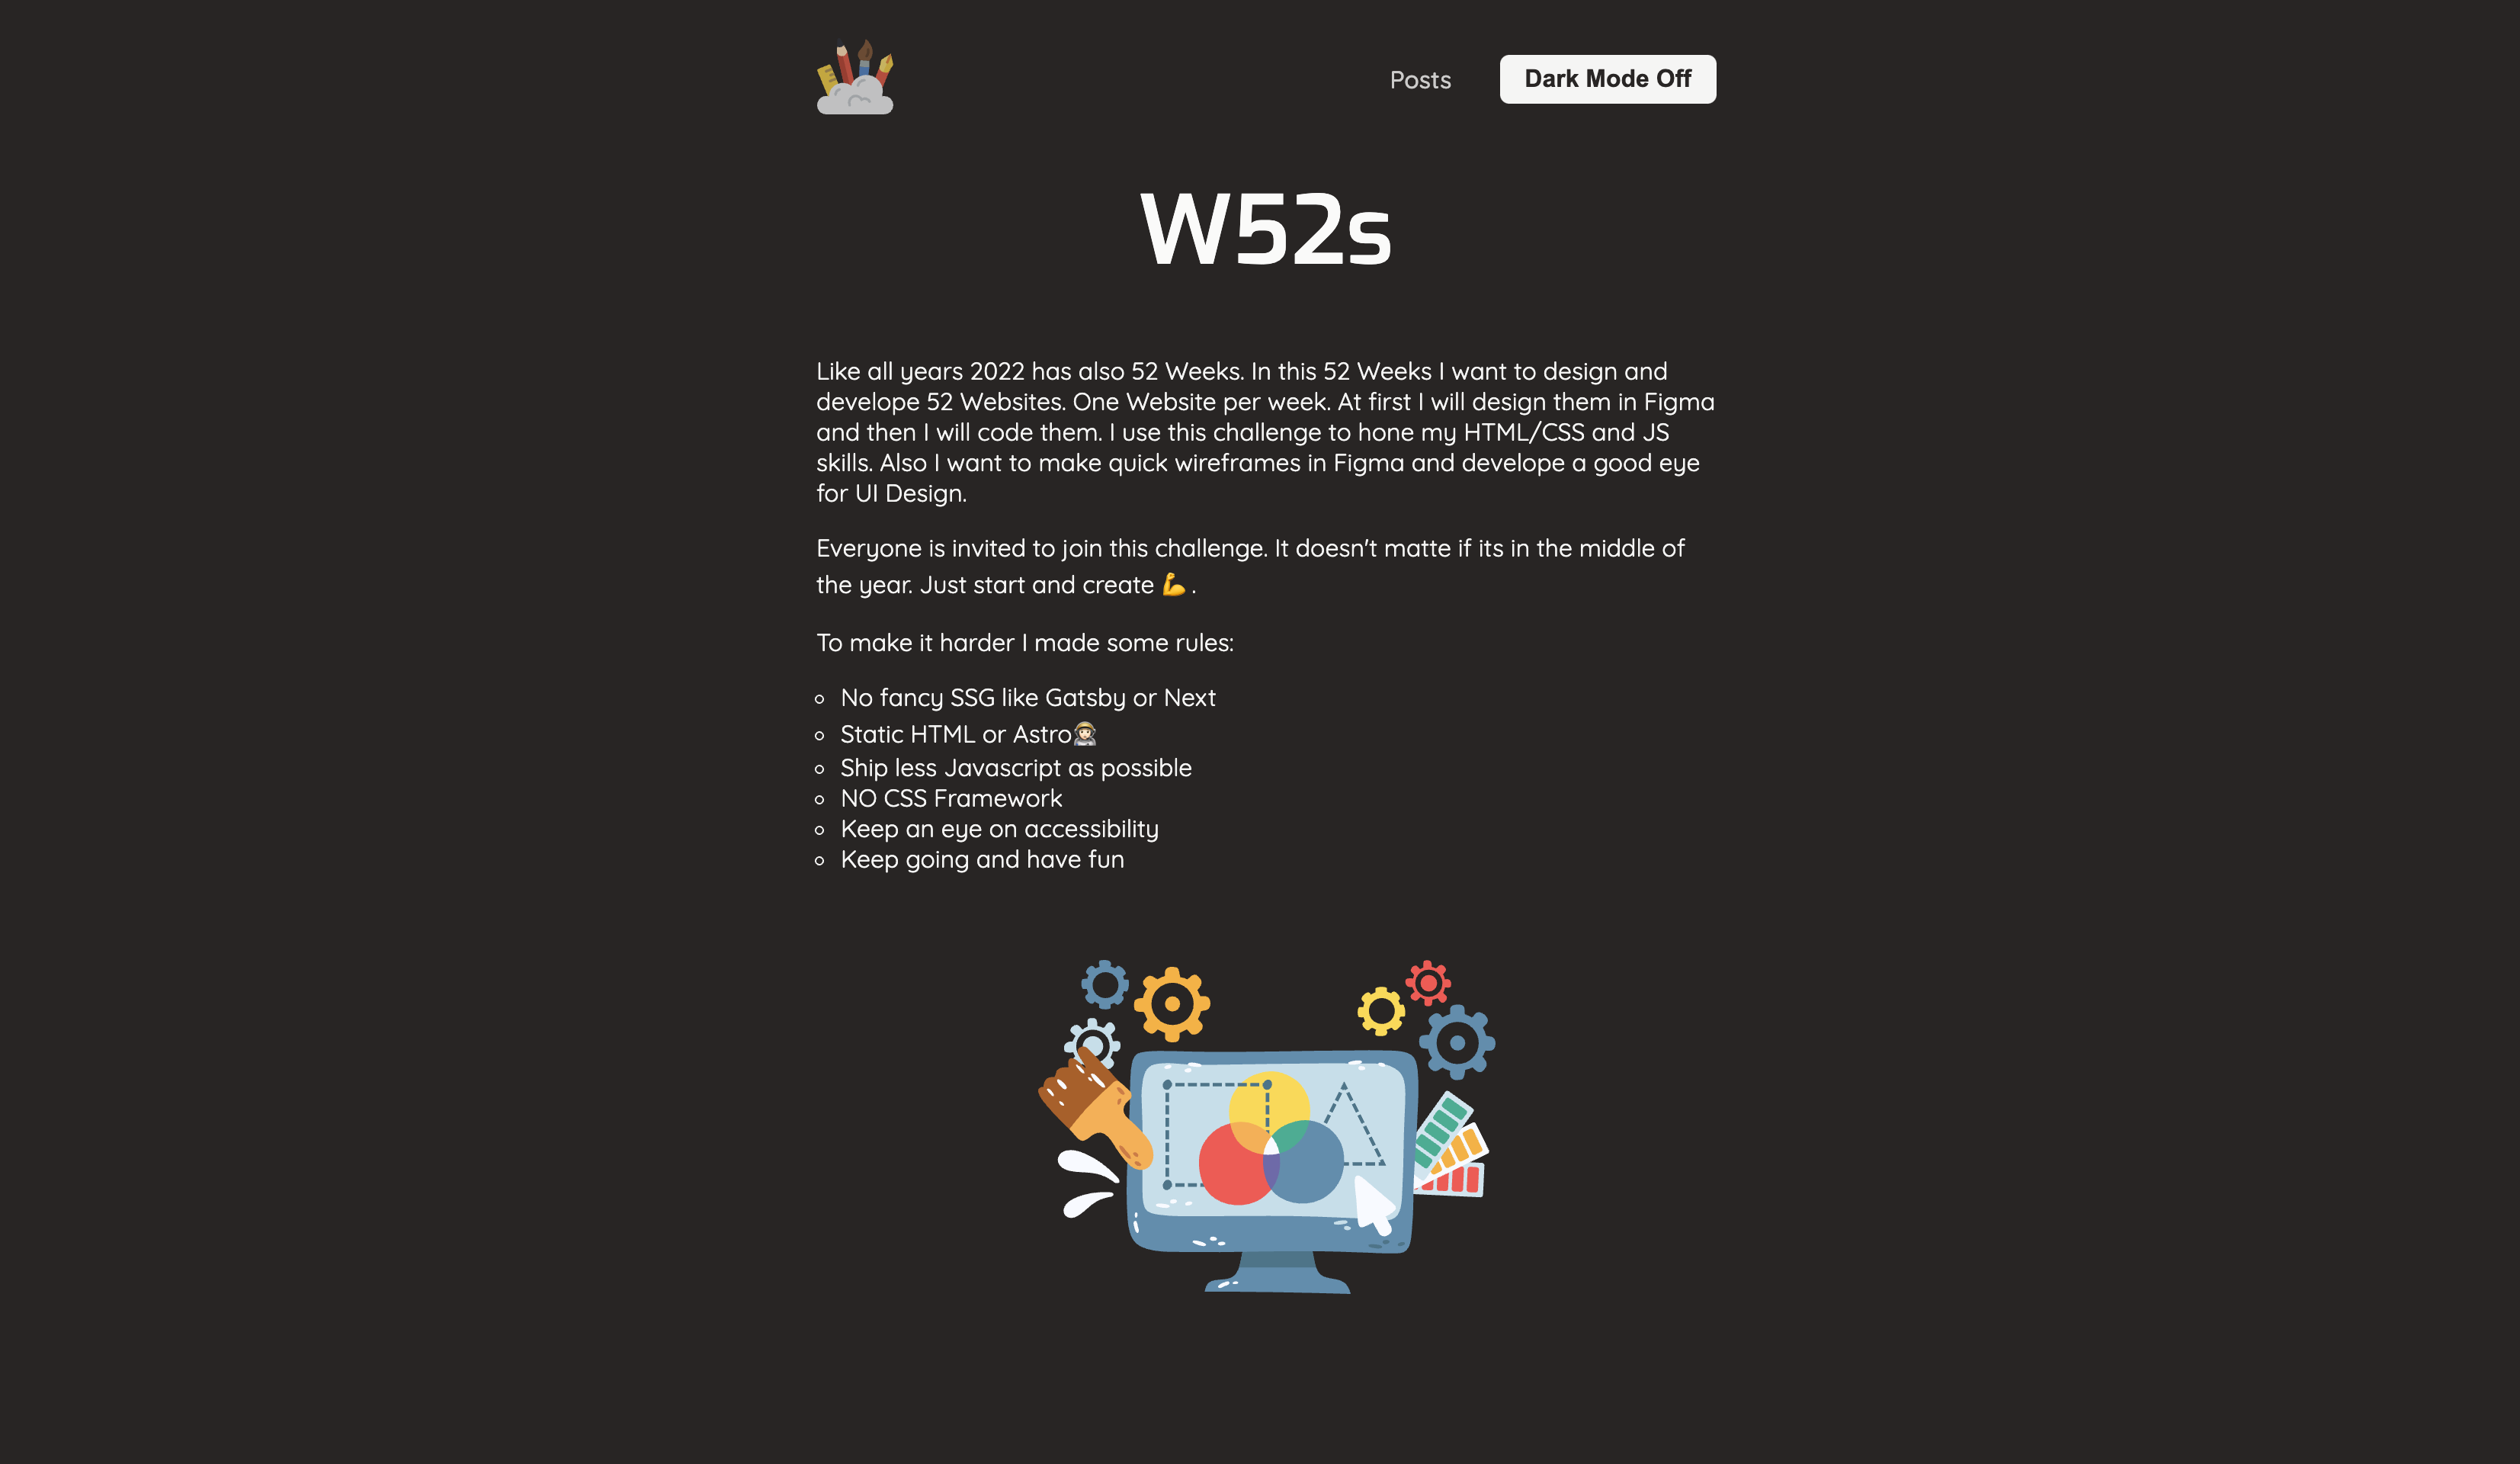 Posts
Dark Mode Off
W52s
Like all years 2022 has also 52 Weeks. In this 52 Weeks I want to design and
develope 52 Websites. One Website per week. At first I will design them in Figma
and then I will code them. I use this challenge to hone my HTML/CSS and JS
skills. Also I want to make quick wireframes in Figma and develope a good eye
for UI Design.
Everyone is invited to join this challenge. It doesn't matte if its in the middle of
the year. Just start and create 💪 .
To make it harder I made some rules:
No fancy SSG like Gatsby or Next
Static HTML or Astro👩🏻‍🚀
Ship less Javascript as possible
NO CSS Framework
Keep an eye on accessibility
Keep going and have fun